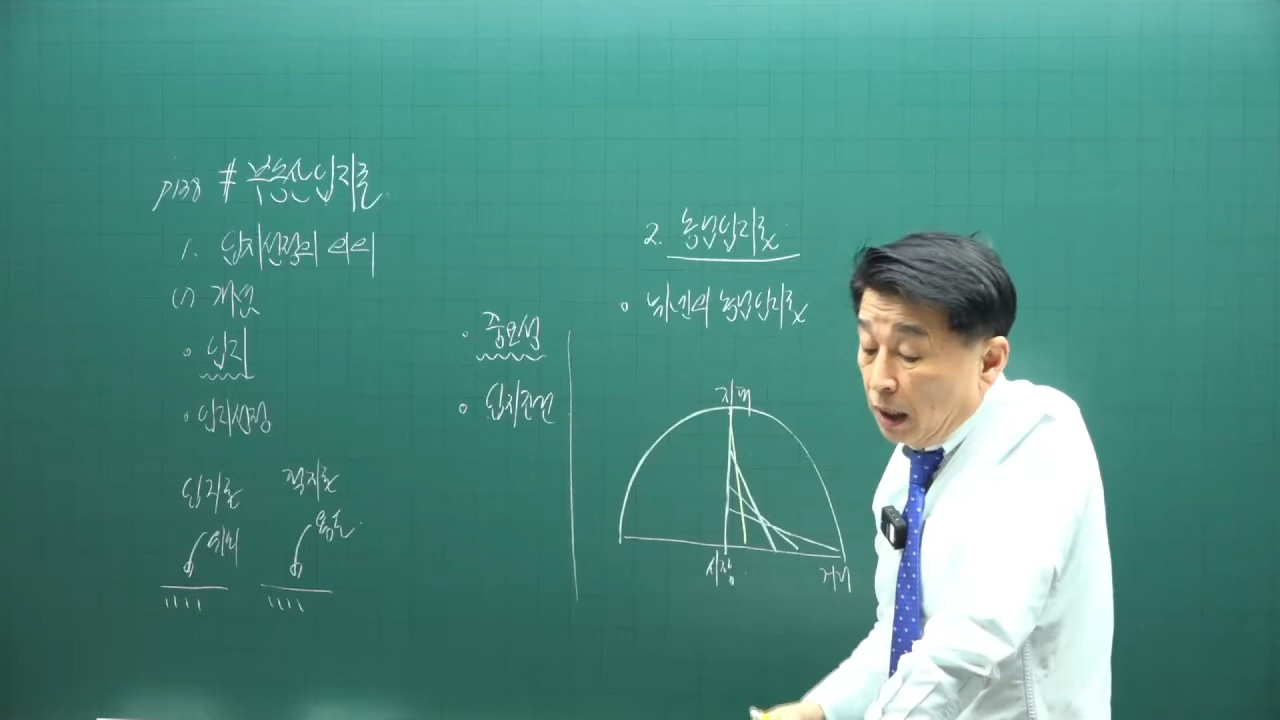 p138 # 부동산입지론
1. 입지선정의 의의
(1) 개념
• 입지
• 입지선정
입지론 적지론
위치 용도
• 중요성
• 입지조건
2. 농업입지론
• 튀넨의 농업입지론
지대
시장
거리